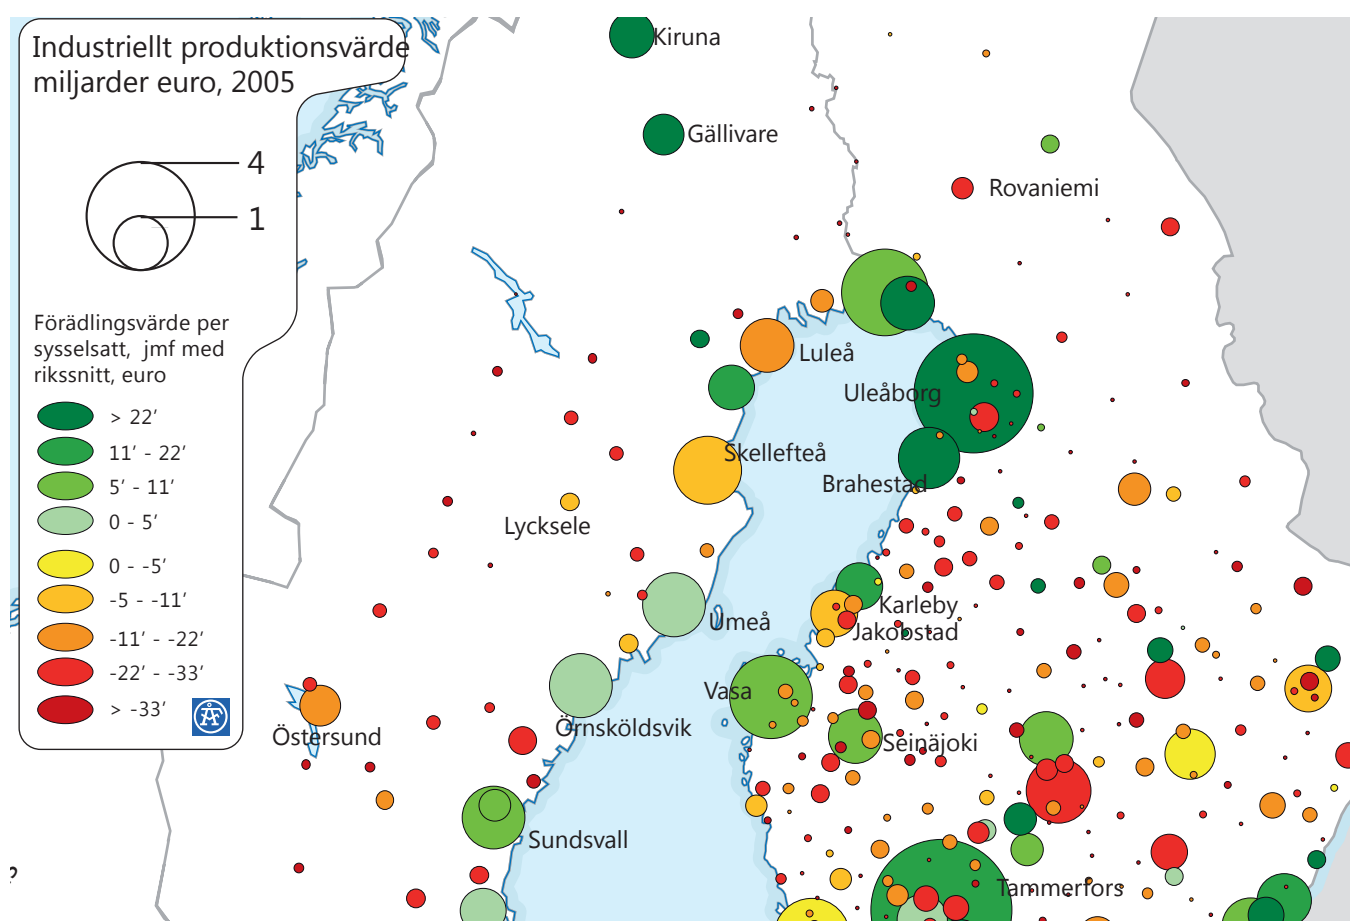 Industriellt produktionsvärde
miljarder euro, 2005
4
1
Förädlingsvärde per
sysselsatt, jmf med
rikssnitt, euro
> 22′
11′ - 22′
5′ - 11′
0 - 5′
0 - -5′
-5 - -11′
-11′ - -22′
-22′ - -33′
> -33′
ÅF
Kiruna
Gällivare
Rovaniemi
Luleå
Uleåborg
Skellefteå
Brahestad
Lycksele
Karleby
Umeå
Jakobstad
Vasa
Örnsköldsvik
Östersund
Seinäjoki
Sundsvall
Tammerfors